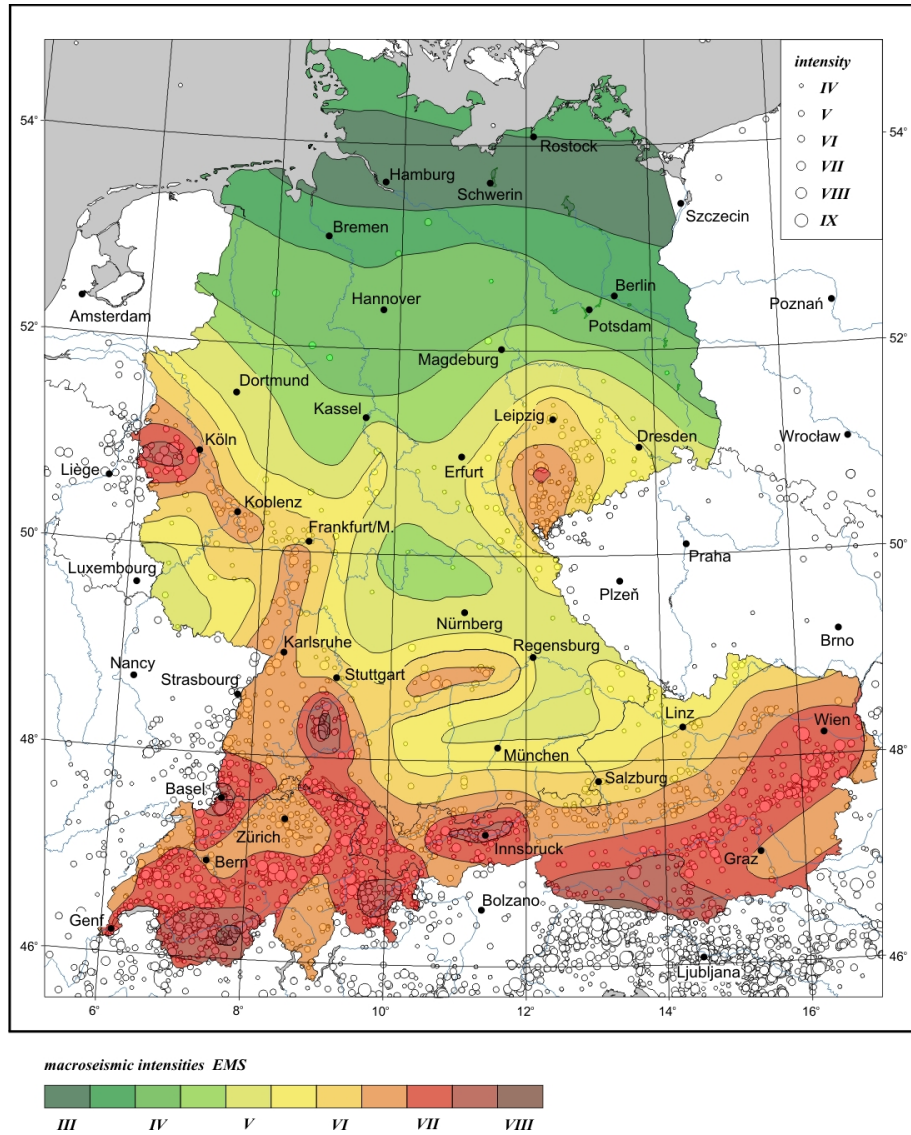 intensity
IV
V
VI
VII
VIII
IX
54°
54°
Rostock
Hamburg
Schwerin
Szczecin
Bremen
Berlin
Hannover
Poznań
Amsterdam
Potsdam
52°
52°
Magdeburg
Dortmund
Kassel
Leipzig
Köln
Dresden
Wrocław
Liège
Erfurt
Koblenz
50°
Frankfurt/M.
50°
Praha
Luxembourg
Plzeň
Nürnberg
Brno
Karlsruhe
Regensburg
Nancy
Stuttgart
Strasbourg
Linz
Wien
48°
München
48°
Salzburg
Basel
Zürich
Innsbruck
Bern
Graz
Bolzano
Genf
46°
46°
Ljubljana
6°
8°
10°
12°
14°
16°
macroseismic intensities EMS
III IV V VI VII VIII